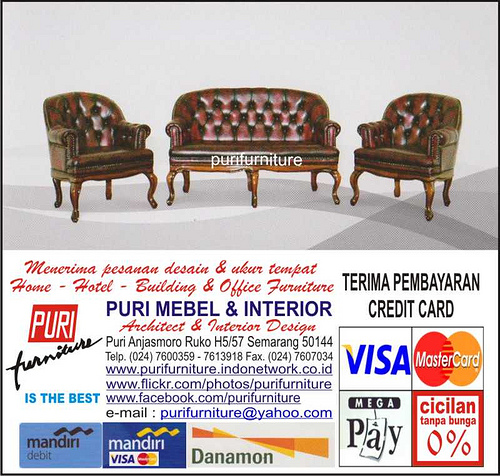 purifurniture
Menerima pesanan desain & ukur tempat
Home - Hotel - Building & Office Furniture
TERIMA PEMBAYARAN
CREDIT CARD
PURI
furniture
IS THE BEST
PURI MEBEL & INTERIOR
Architect & Interior Design
Puri Anjasmoro Ruko H5/57 Semarang 50144
Telp. (024) 7600359 - 7613918 Fax. (024) 7607034
www.purifurniture.indonetwork.co.id
www.flickr.com/photos/purifurniture
www.facebook.com/purifurniture
e-mail : purifurniture@yahoo.com
VISA
MasterCard
MEGA
Pay
cicilan
tanpa bunga
0%
mandiri
debit
mandiri
VISA
Danamon